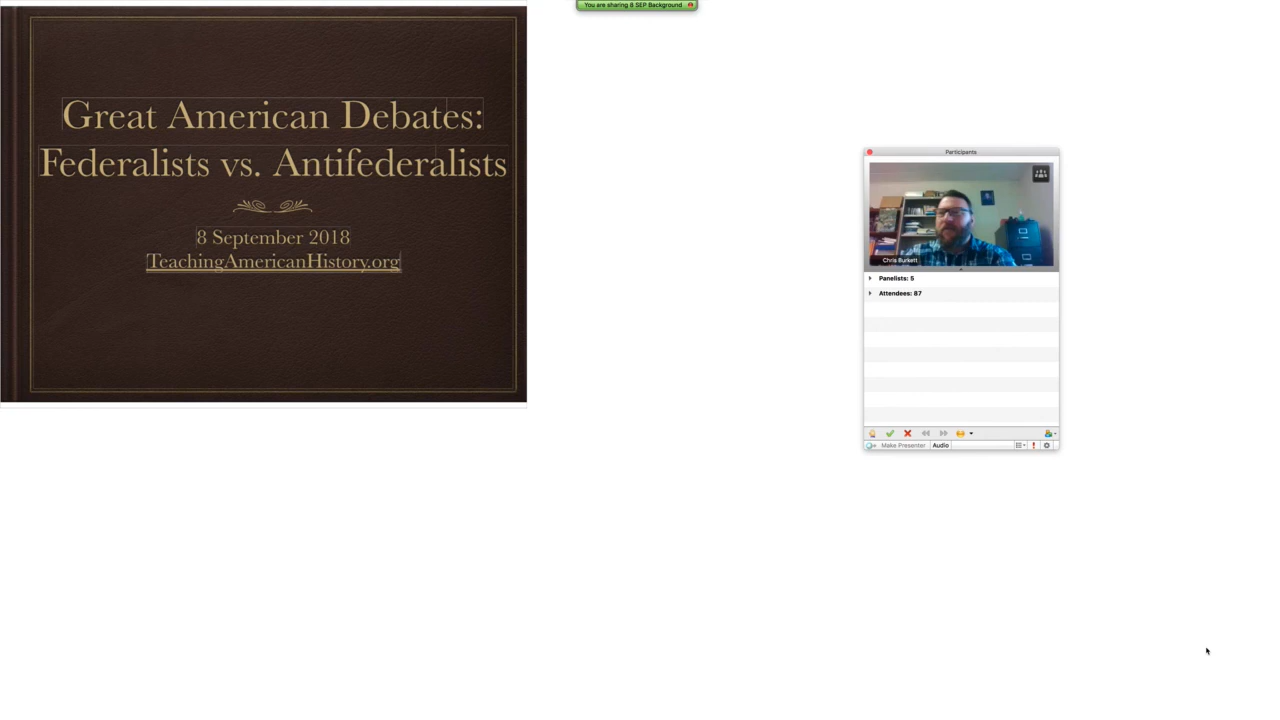 You are sharing 8 SEP Background
Great American Debates:
Federalists vs. Antifederalists
8 September 2018
TeachingAmericanHistory.org
Participants
Chris Burkett
Panelists: 5
Attendees: 87
Make Presenter
Audio